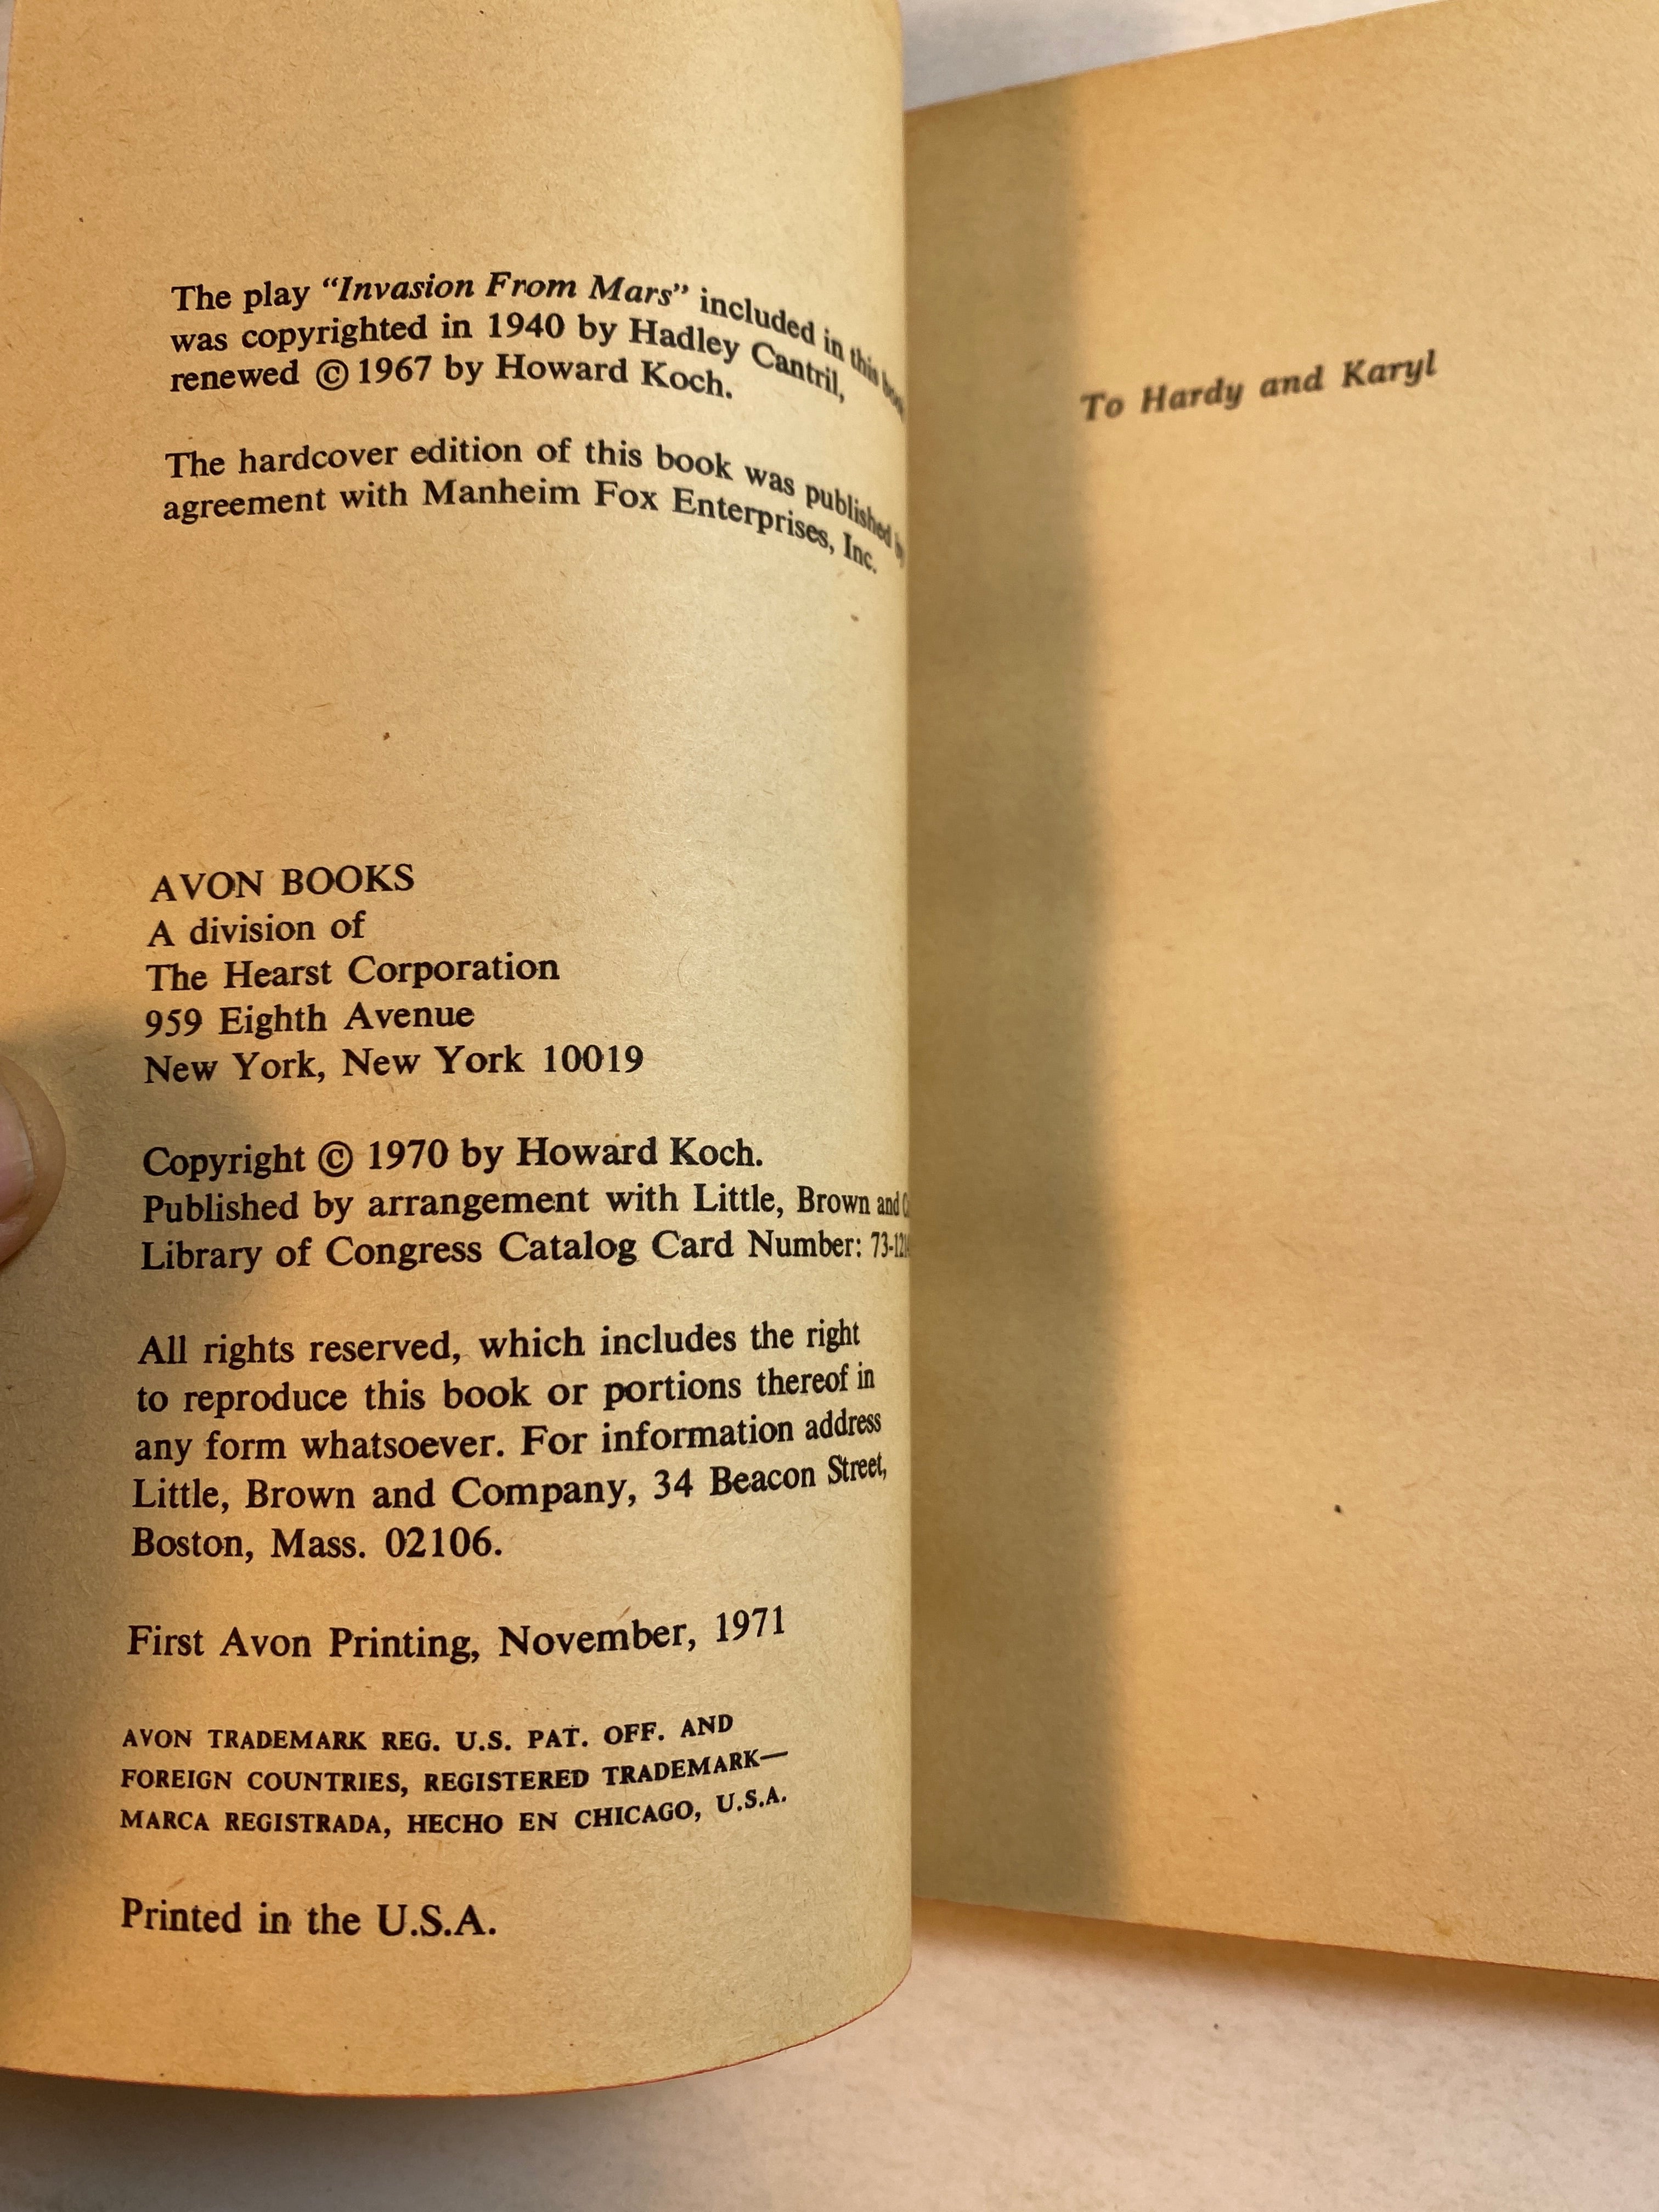 The play “Invasion From Mars” included in this
was copyrighted in 1940 by Hadley Cantril,
renewed © 1967 by Howard Koch.
The hardcover edition of this book was published
agreement with Manheim Fox Enterprises, Inc.
AVON BOOKS
A division of
The Hearst Corporation
959 Eighth Avenue
New York, New York 10019
Copyright © 1970 by Howard Koch.
Published by arrangement with Little, Brown and
Library of Congress Catalog Card Number:
All rights reserved, which includes the right
to reproduce this book or portions thereof in
any form whatsoever. For information address
Little, Brown and Company, 34 Beacon Street,
Boston, Mass. 02106.
First Avon Printing, November, 1971
AVON TRADEMARK REG. U.S. PAT. OFF. AND
FOREIGN COUNTRIES, REGISTERED TRADEMARK—
MARCA REGISTRADA, HECHO EN CHICAGO, U.S.A.
Printed in the U.S.A.
To Hardy and Karyl